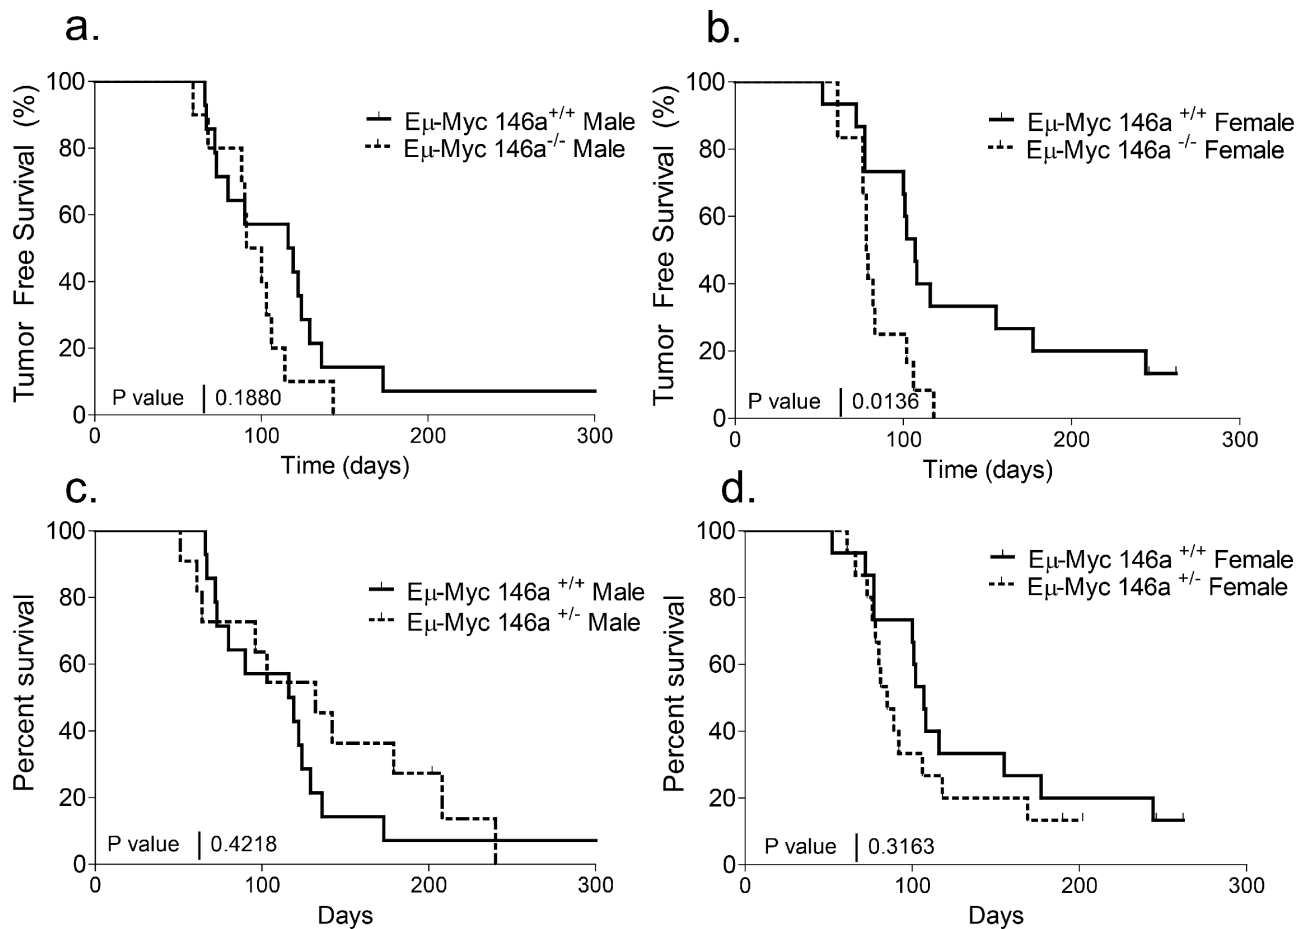 a.
Tumor Free Survival (%)
100
80
60
40
20
0
Eμ-Myc 146a+/+ Male
Eμ-Myc 146a-/- Male
P value | 0.1880
0 100 200 300
Time (days)
b.
Tumor Free Survival (%)
100
80
60
40
20
0
Eμ-Myc 146a +/+ Female
Eμ-Myc 146a -/- Female
P value | 0.0136
0 100 200 300
Time (days)
c.
Percent survival
100
80
60
40
20
0
Eμ-Myc 146a +/+ Male
Eμ-Myc 146a +/- Male
P value | 0.4218
0 100 200 300
Days
d.
Percent survival
100
80
60
40
20
0
Eμ-Myc 146a +/+ Female
Eμ-Myc 146a +/- Female
P value | 0.3163
0 100 200 300
Days